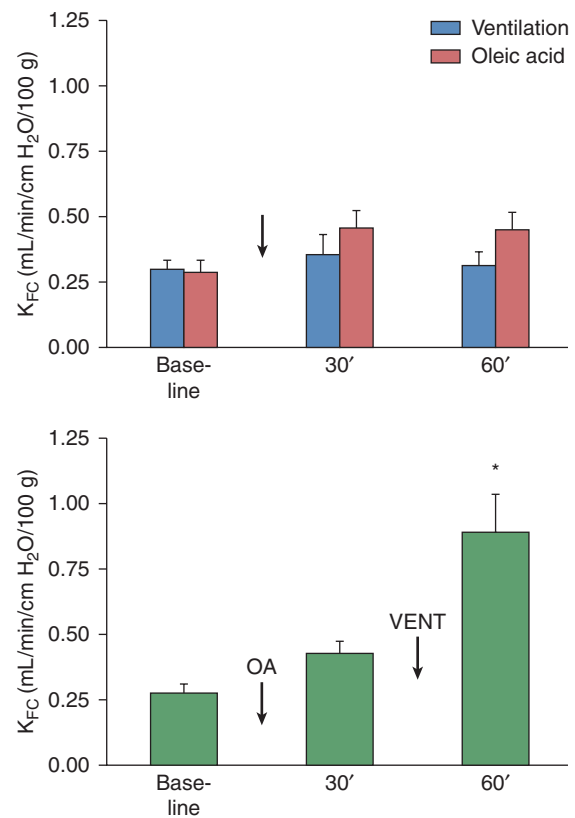 Ventilation
Oleic acid
K_FC (mL/min/cm H₂O/100 g)
1.25
1.00
0.75
0.50
0.25
0.00
Base-
line
30′
60′
K_FC (mL/min/cm H₂O/100 g)
1.25
1.00
0.75
0.50
0.25
0.00
*
VENT
OA
Base-
line
30′
60′